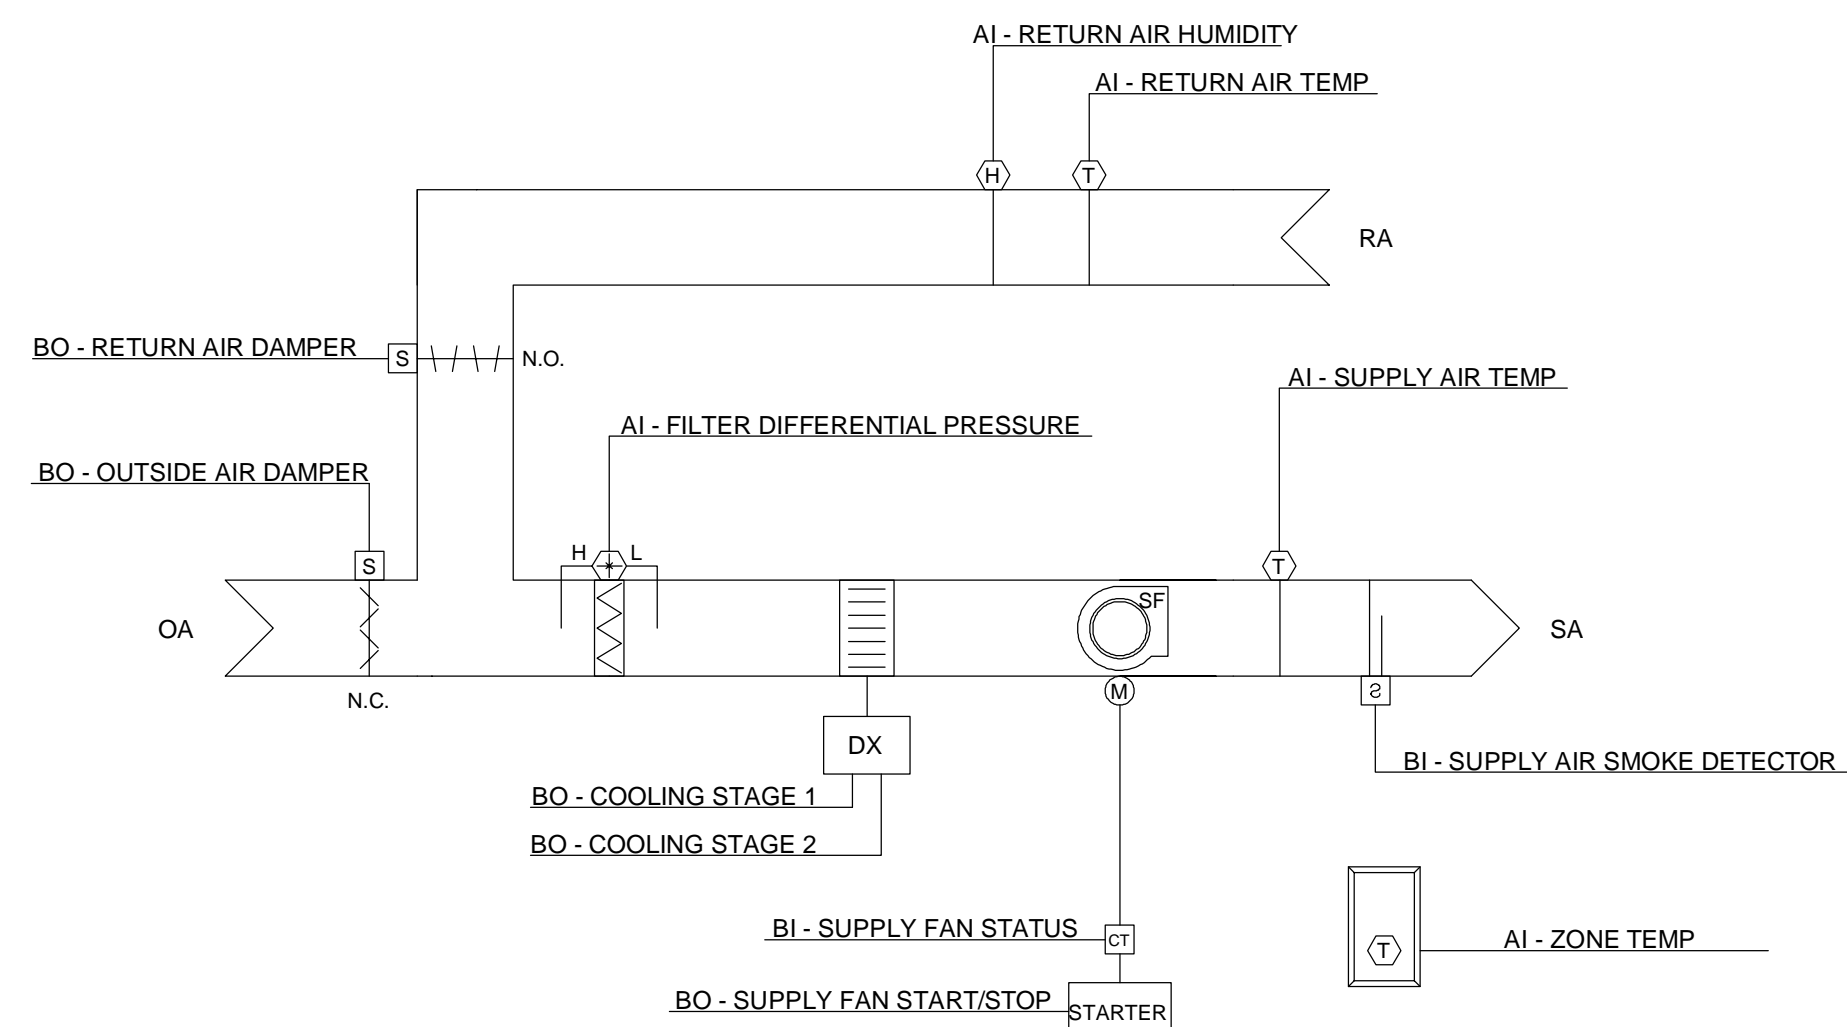 AI - RETURN AIR HUMIDITY
AI - RETURN AIR TEMP
H
T
RA
BO - RETURN AIR DAMPER
S
N.O.
AI - SUPPLY AIR TEMP
AI - FILTER DIFFERENTIAL PRESSURE
BO - OUTSIDE AIR DAMPER
S
H
L
T
SF
OA
SA
N.C.
M
S
DX
BI - SUPPLY AIR SMOKE DETECTOR
BO - COOLING STAGE 1
BO - COOLING STAGE 2
BI - SUPPLY FAN STATUS
CT
T
AI - ZONE TEMP
BO - SUPPLY FAN START/STOP
STARTER